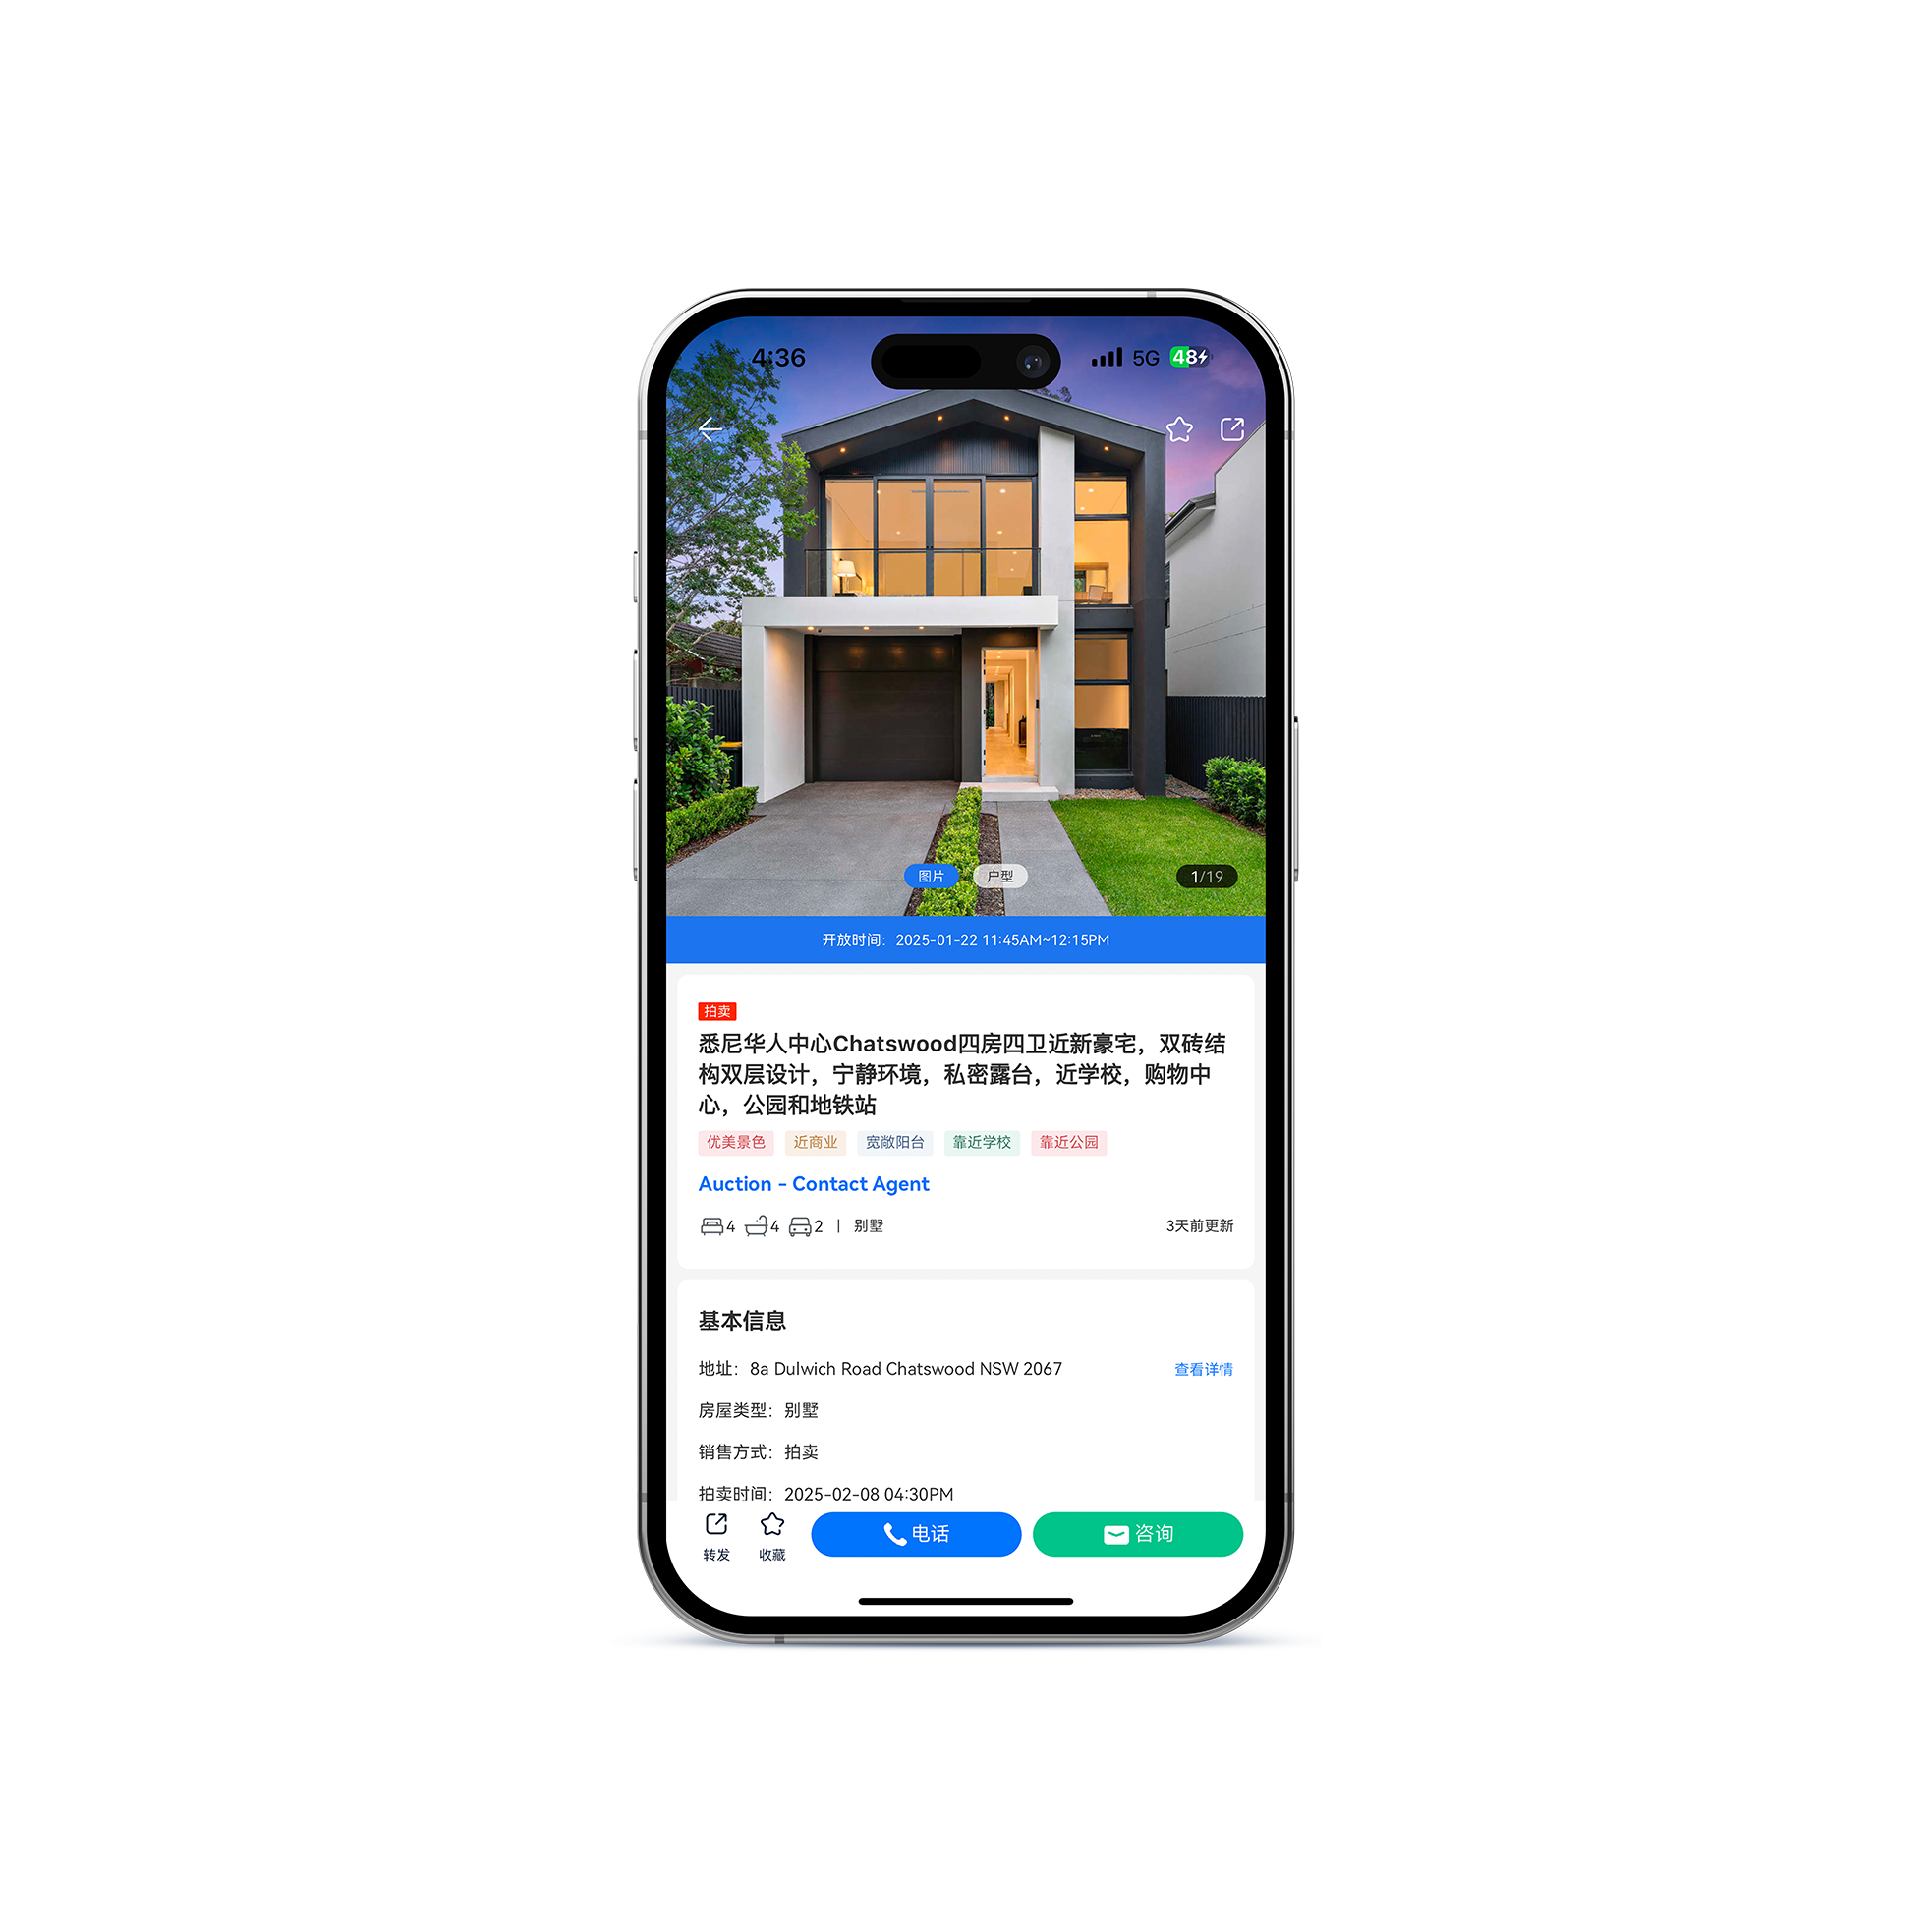 4:36 5G 48
图片 户型 1/19
开放时间：2025-01-22 11:45AM~12:15PM
拍卖
悉尼华人中心Chatswood四房四卫近新豪宅，双砖结
构双层设计，宁静环境，私密露台，近学校，购物中
心，公园和地铁站
优美景色 近商业 宽敞阳台 靠近学校 靠近公园
Auction - Contact Agent
4 4 2 | 别墅 3天前更新
基本信息
地址：8a Dulwich Road Chatswood NSW 2067 查看详情
房屋类型：别墅
销售方式：拍卖
拍卖时间：2025-02-08 04:30PM
转发 收藏 电话 咨询